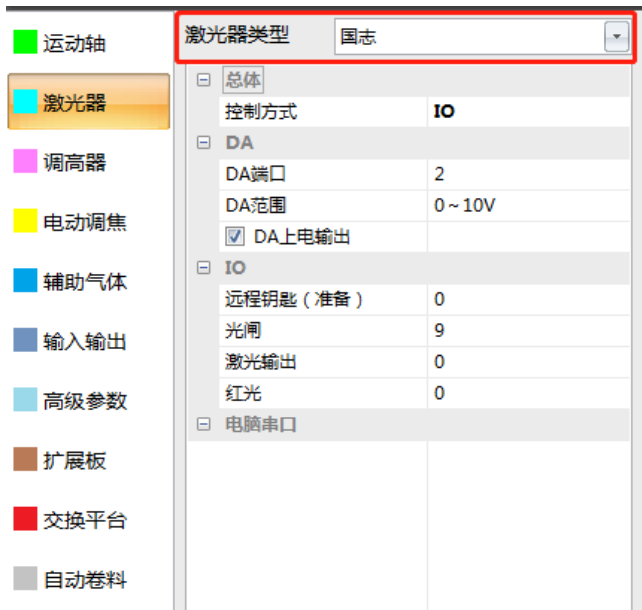 运动轴
激光器
调高器
电动调焦
辅助气体
输入输出
高级参数
扩展板
交换平台
自动卷料
激光器类型 国志
总体
控制方式 IO
DA
DA端口 2
DA范围 0~10V
DA上电输出
IO
远程钥匙（准备） 0
光闸 9
激光输出 0
红光 0
电脑串口